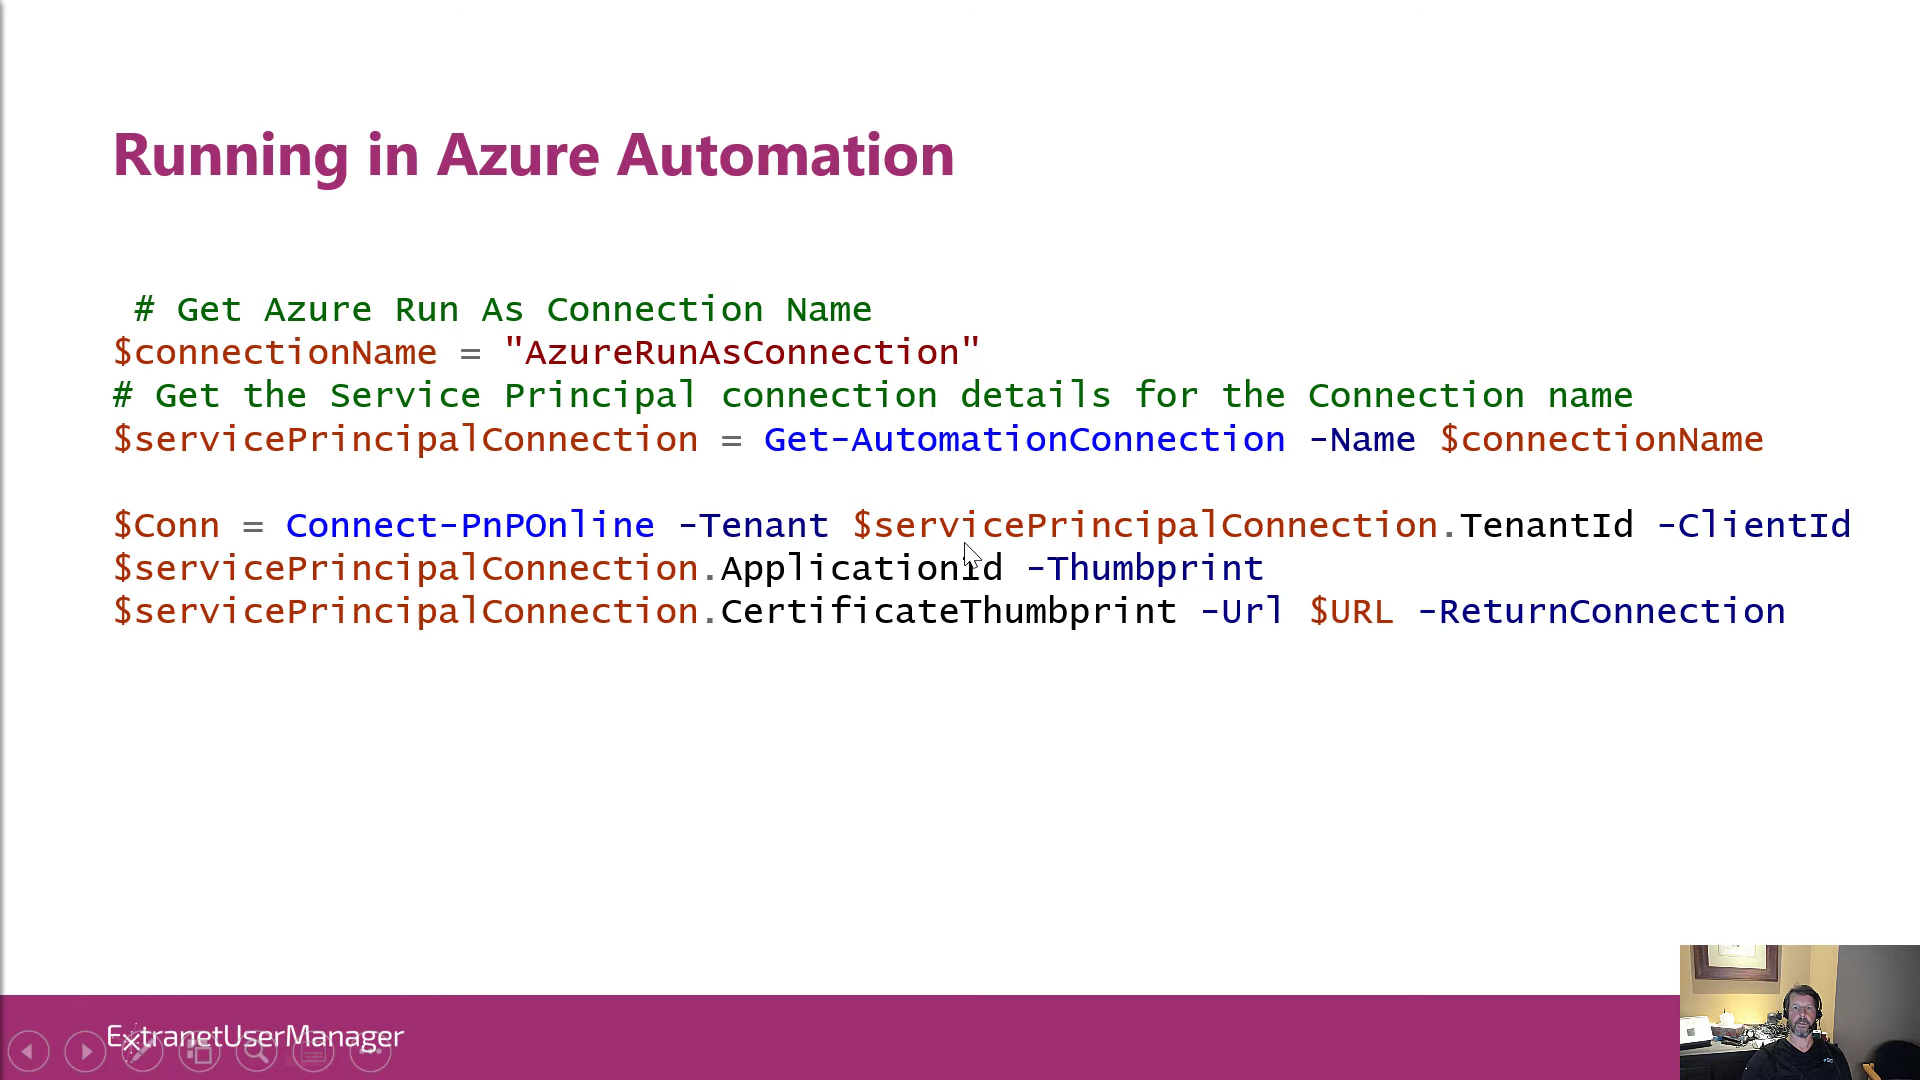 Running in Azure Automation
# Get Azure Run As Connection Name
$connectionName = "AzureRunAsConnection"
# Get the Service Principal connection details for the Connection name
$servicePrincipalConnection = Get-AutomationConnection -Name $connectionName
$Conn = Connect-PnPOnline -Tenant $servicePrincipalConnection.TenantId -ClientId
$servicePrincipalConnection.ApplicationId -Thumbprint
$servicePrincipalConnection.CertificateThumbprint -Url $URL -ReturnConnection
ExtranetUserManager